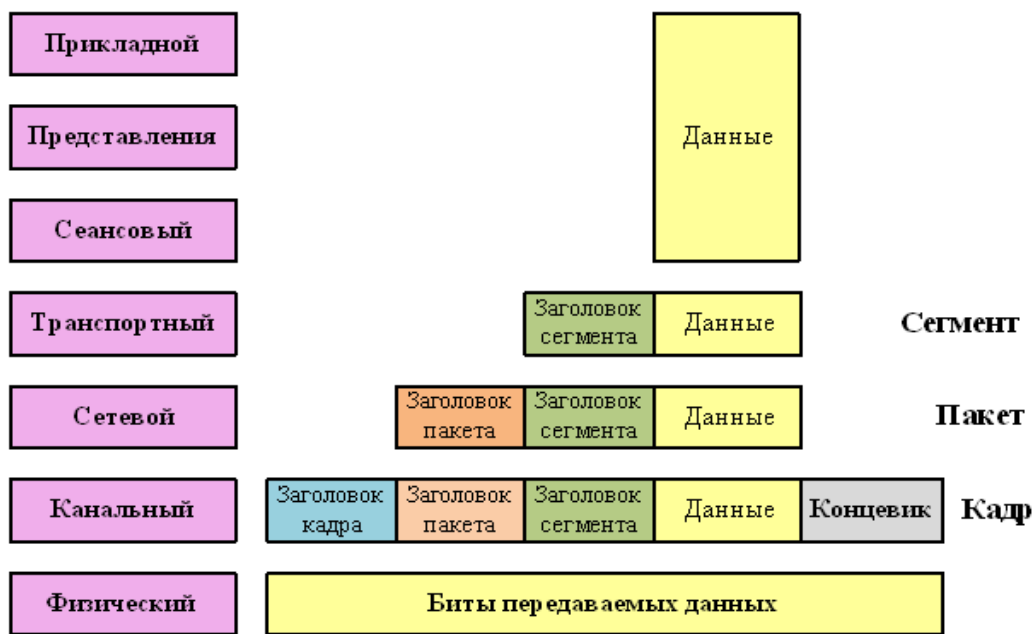 Прикладной
Представления
Данные
Сеансовый
Транспортный
Заголовок
сегмента
Данные
Сегмент
Сетевой
Заголовок
пакета
Заголовок
сегмента
Данные
Пакет
Канальный
Заголовок
кадра
Заголовок
пакета
Заголовок
сегмента
Данные
Концевик
Кадр
Физический
Биты передаваемых данных